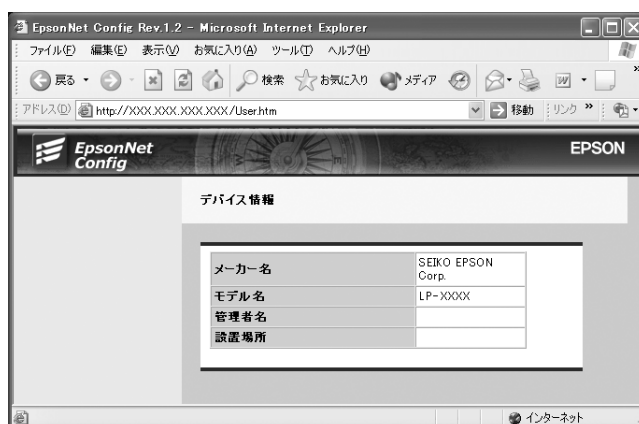 EpsonNet Config Rev.1.2 - Microsoft Internet Explorer
ファイル(F) 編集(E) 表示(V) お気に入り(A) ツール(T) ヘルプ(H)
戻る 検索 お気に入り メディア
アドレス(D) http://XXX.XXX.XXX.XXX/User.htm 移動 リンク
EpsonNet
Config
EPSON
デバイス情報
メーカー名 SEIKO EPSON
Corp.
モデル名 LP-XXXX
管理者名
設置場所
インターネット